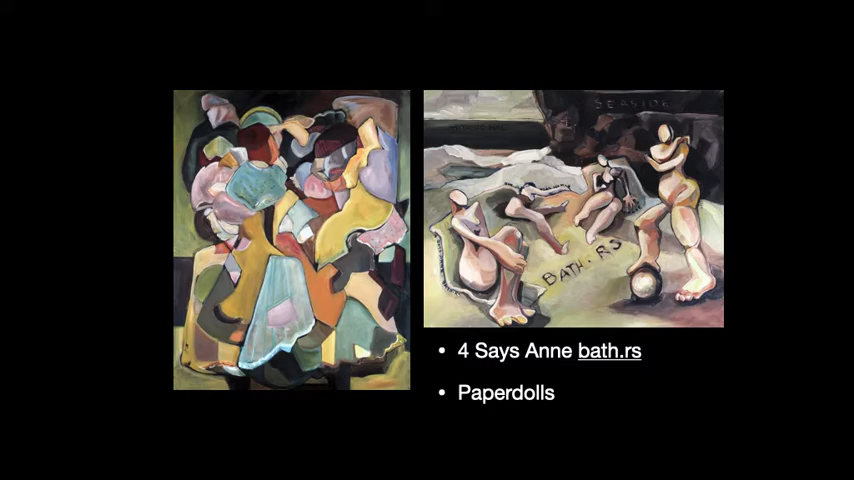 SEASIDE
BATH.RS
• 4 Says Anne bath.rs
• Paperdolls